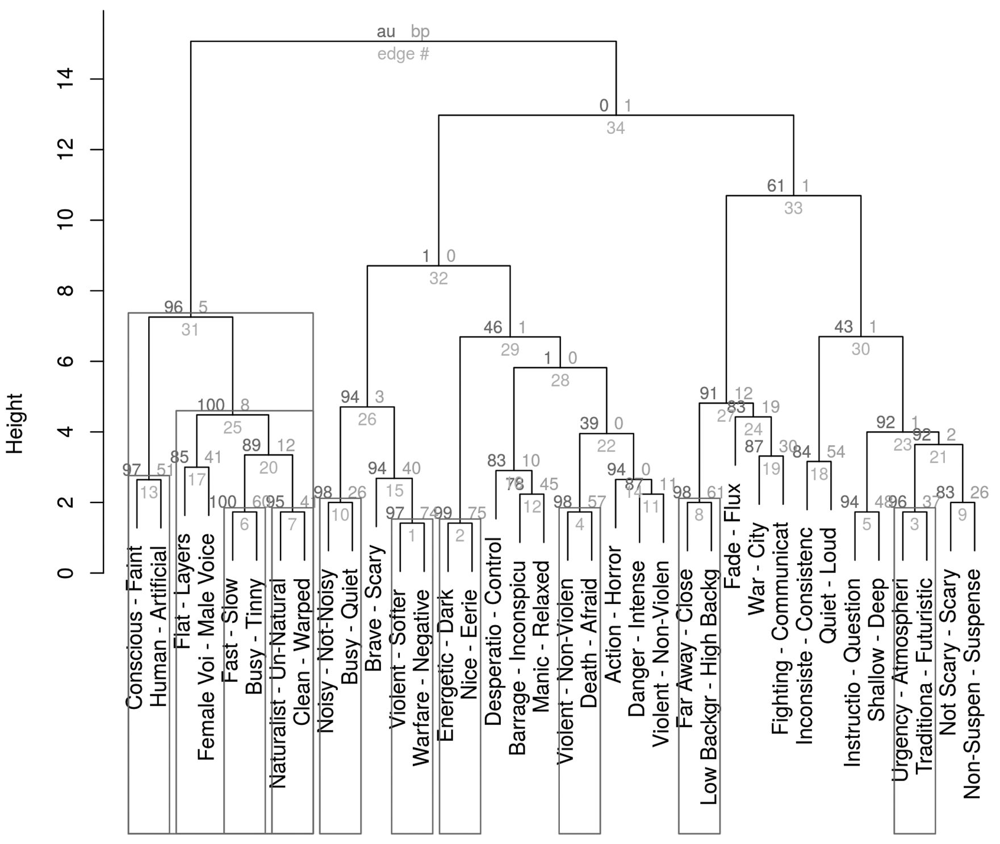 au bp
edge #
14
0 1
34
12
61 1
33
10
1 0
32
8
96 5
31
46 1
29
43 1
30
6
1 0
28
Height
100 8
25
94 3
26
91 12
27
83 19
24
39 0
22
92 1
23
92 2
21
4
89 12
20
85 41
17
87 30
19
84 54
18
97 51
13
94 40
15
83 10
78 45
12
94 0
14
87 11
11
2
100 60
6
95 41
7
98 26
10
97 74
1
99 75
2
98 57
4
98 61
8
94 48
5
96 37
3
83 26
9
0
Conscious - Faint
Human - Artificial
Flat - Layers
Female Voi - Male Voice
Fast - Slow
Busy - Tinny
Naturalist - Un-Natural
Clean - Warped
Noisy - Not-Noisy
Busy - Quiet
Brave - Scary
Violent - Softer
Warfare - Negative
Energetic - Dark
Nice - Eerie
Desperatio - Control
Barrage - Inconspicu
Manic - Relaxed
Violent - Non-Violen
Death - Afraid
Action - Horror
Danger - Intense
Violent - Non-Violen
Far Away - Close
Low Backgr - High Backg
Fade - Flux
War - City
Fighting - Communicat
Inconsiste - Consistenc
Quiet - Loud
Instructio - Question
Shallow - Deep
Urgency - Atmospheri
Traditiona - Futuristic
Not Scary - Scary
Non-Suspen - Suspense